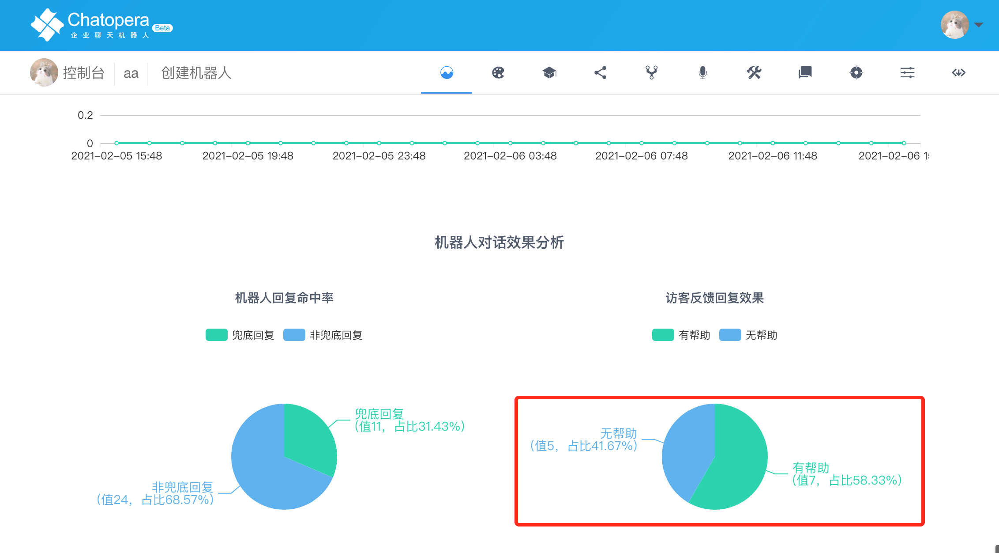 Chatopera
Beta
企业聊天机器人
控制台
aa
创建机器人
0.2
0
2021-02-05 15:48
2021-02-05 19:48
2021-02-05 23:48
2021-02-06 03:48
2021-02-06 07:48
2021-02-06 11:48
2021-02-06
机器人对话效果分析
机器人回复命中率
兜底回复
非兜底回复
兜底回复
(值11，占比31.43%)
非兜底回复
(值24，占比68.57%)
访客反馈回复效果
有帮助
无帮助
无帮助
(值5，占比41.67%)
有帮助
(值7，占比58.33%)